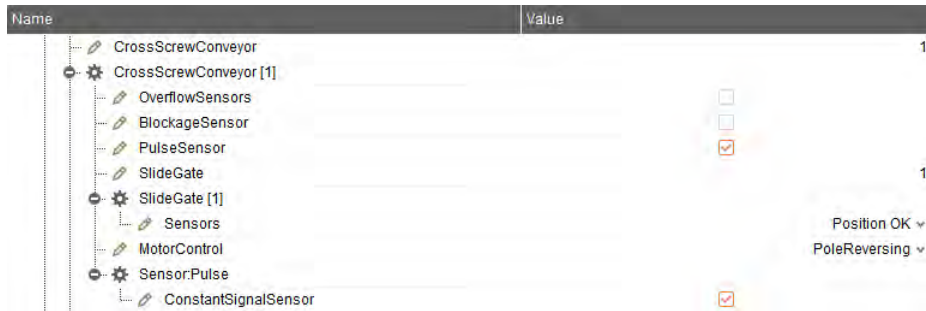 Name Value
CrossScrewConveyor 1
CrossScrewConveyor [1]
OverflowSensors
BlockageSensor
PulseSensor
SlideGate 1
SlideGate [1]
Sensors Position OK
MotorControl PoleReversing
Sensor:Pulse
ConstantSignalSensor